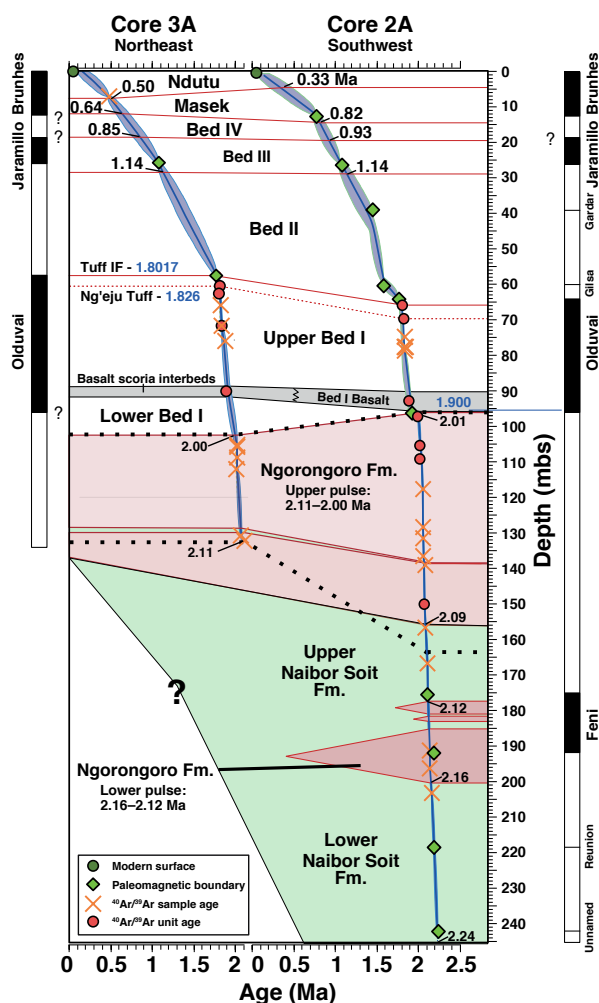 Core 3A
Northeast
Core 2A
Southwest
Brunhes
Jaramillo
Olduvai
?
?
?
Ndutu
0.33 Ma
0.50
0.64
Masek
0.82
0.85
Bed IV
0.93
1.14
Bed III
1.14
Bed II
Tuff IF - 1.8017
Ng'eju Tuff - 1.826
Upper Bed I
Basalt scoria interbeds
Bed I Basalt
1.900
Lower Bed I
2.01
2.00
Ngorongoro Fm.
Upper pulse:
2.11–2.00 Ma
2.11
2.09
Upper
Naibor Soit
Fm.
?
2.12
Ngorongoro Fm.
Lower pulse:
2.16–2.12 Ma
2.16
Lower
Naibor Soit
Fm.
2.24
Modern surface
Paleomagnetic boundary
40Ar/39Ar sample age
40Ar/39Ar unit age
0 0.5 1 1.5 2 0 0.5 1 1.5 2 2.5
Age (Ma)
0
10
20
30
40
50
60
70
80
90
100
110
120
130
140
150
160
170
180
190
200
210
220
230
240
Depth (mbs)
Brunhes
?
Jaramillo
Gardar
Gilsa
Olduvai
Feni
Reunion
Unnamed